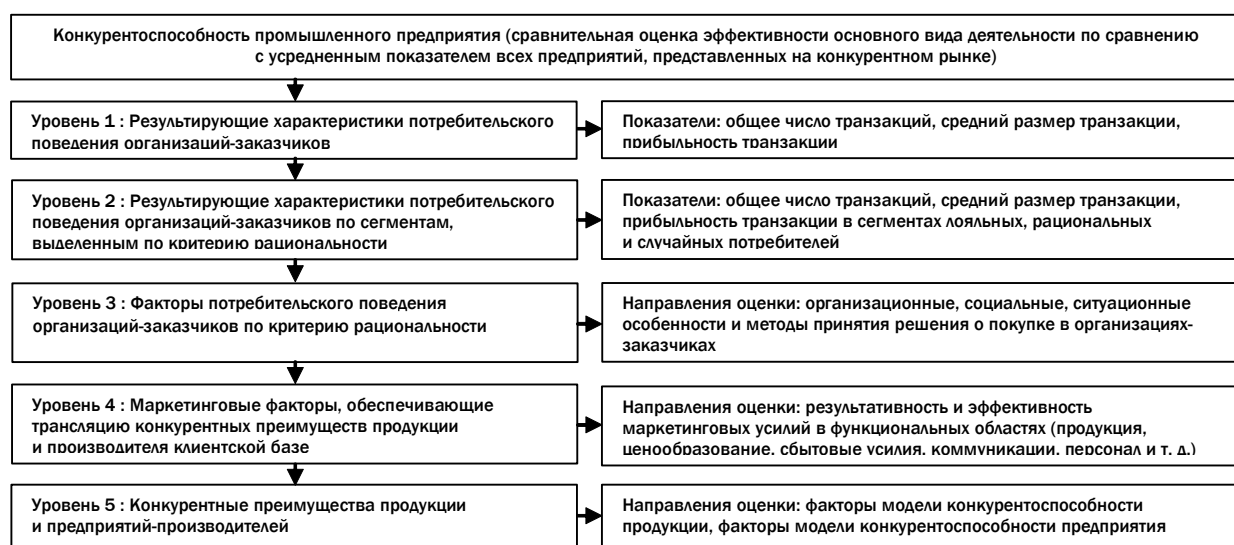 Конкурентоспособность промышленного предприятия (сравнительная оценка эффективности основного вида деятельности по сравнению
с усредненным показателем всех предприятий, представленных на конкурентном рынке)
Уровень 1 : Результирующие характеристики потребительского
поведения организаций-заказчиков
Показатели: общее число транзакций, средний размер транзакции,
прибыльность транзакции
Уровень 2 : Результирующие характеристики потребительского
поведения организаций-заказчиков по сегментам,
выделенным по критерию рациональности
Показатели: общее число транзакций, средний размер транзакции,
прибыльность транзакции в сегментах лояльных, рациональных
и случайных потребителей
Уровень 3 : Факторы потребительского поведения
организаций-заказчиков по критерию рациональности
Направления оценки: организационные, социальные, ситуационные
особенности и методы принятия решения о покупке в организациях-
заказчиках
Уровень 4 : Маркетинговые факторы, обеспечивающие
трансляцию конкурентных преимуществ продукции
и производителя клиентской базе
Направления оценки: результативность и эффективность
маркетинговых усилий в функциональных областях (продукция,
ценообразование, сбытовые усилия, коммуникации, персонал и т. д.)
Уровень 5 : Конкурентные преимущества продукции
и предприятий-производителей
Направления оценки: факторы модели конкурентоспособности
продукции, факторы модели конкурентоспособности предприятия